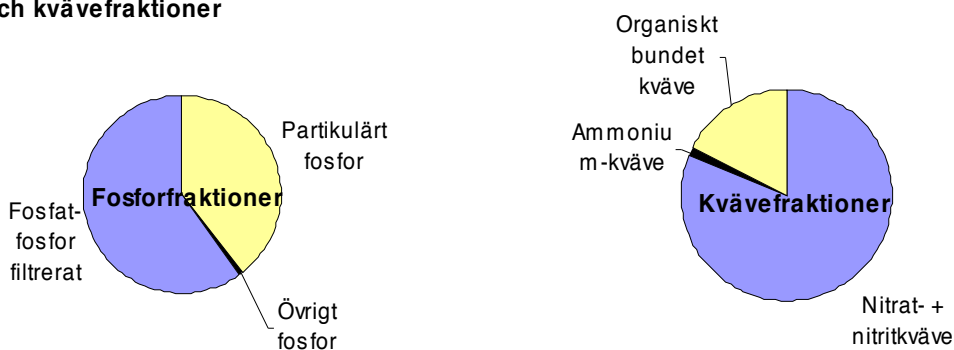 ch kvävefraktioner
Partikulärt
fosfor
Fosforfraktioner
Fosfat-
fosfor
filtrerat
Övrigt
fosfor
Organiskt
bundet
kväve
Ammoniu
m-kväve
Kvävefraktioner
Nitrat- +
nitritkväve